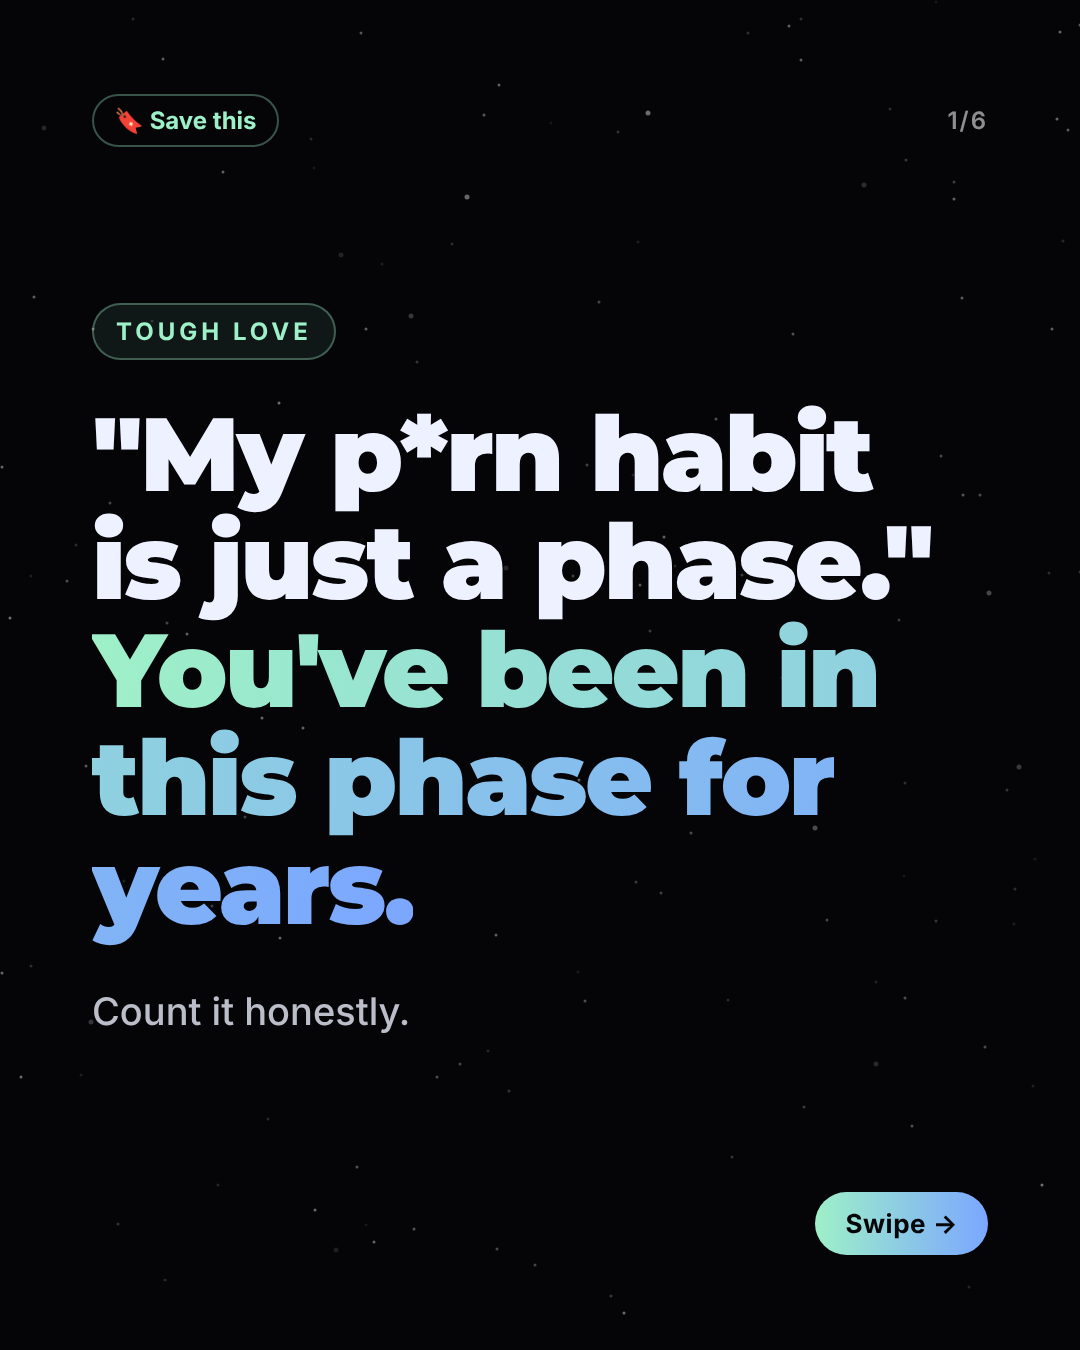 🔖 Save this
1/6
TOUGH LOVE
"My p*rn habit
is just a phase."
You've been in
this phase for
years.
Count it honestly.
Swipe →